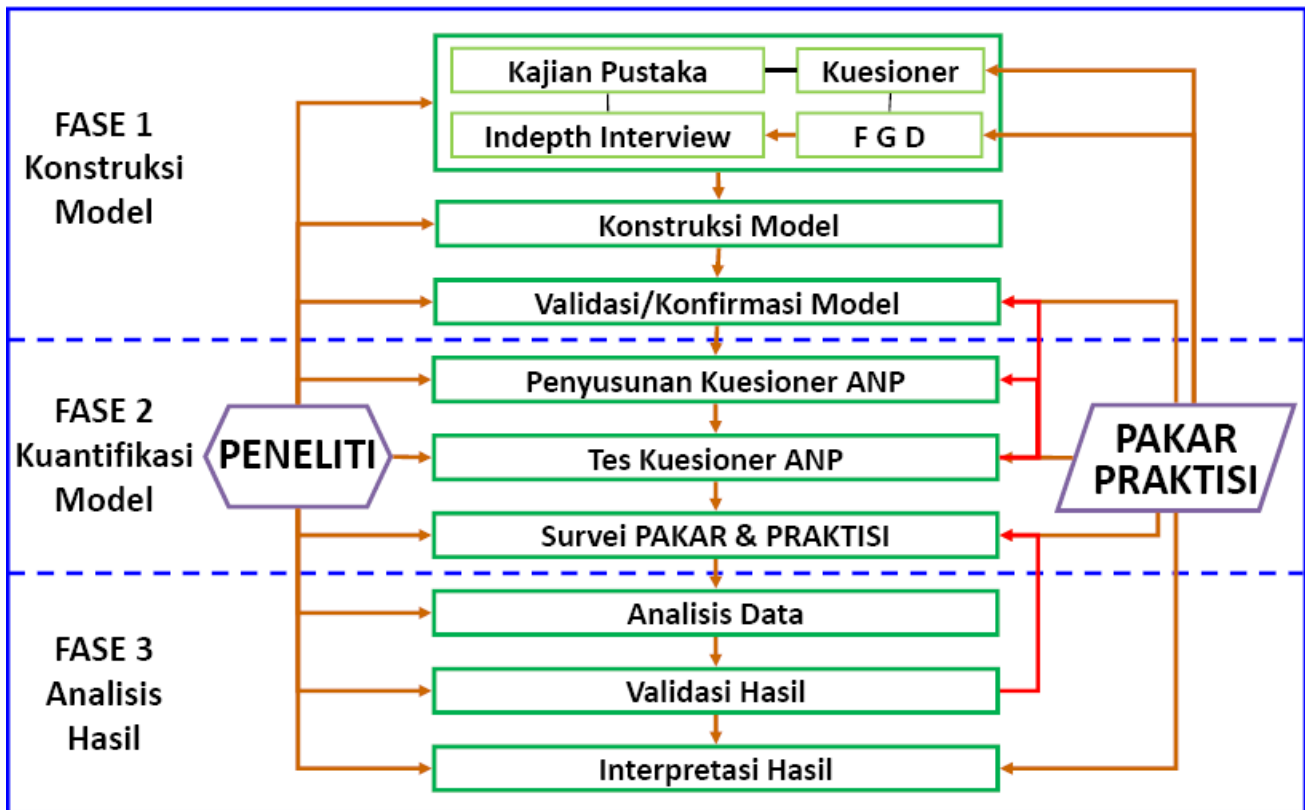 FASE 1
Konstruksi
Model
Kajian Pustaka
Kuesioner
Indepth Interview
F G D
Konstruksi Model
Validasi/Konfirmasi Model
FASE 2
Kuantifikasi
Model
PENELITI
Penyusunan Kuesioner ANP
Tes Kuesioner ANP
Survei PAKAR & PRAKTISI
PAKAR
PRAKTISI
FASE 3
Analisis
Hasil
Analisis Data
Validasi Hasil
Interpretasi Hasil